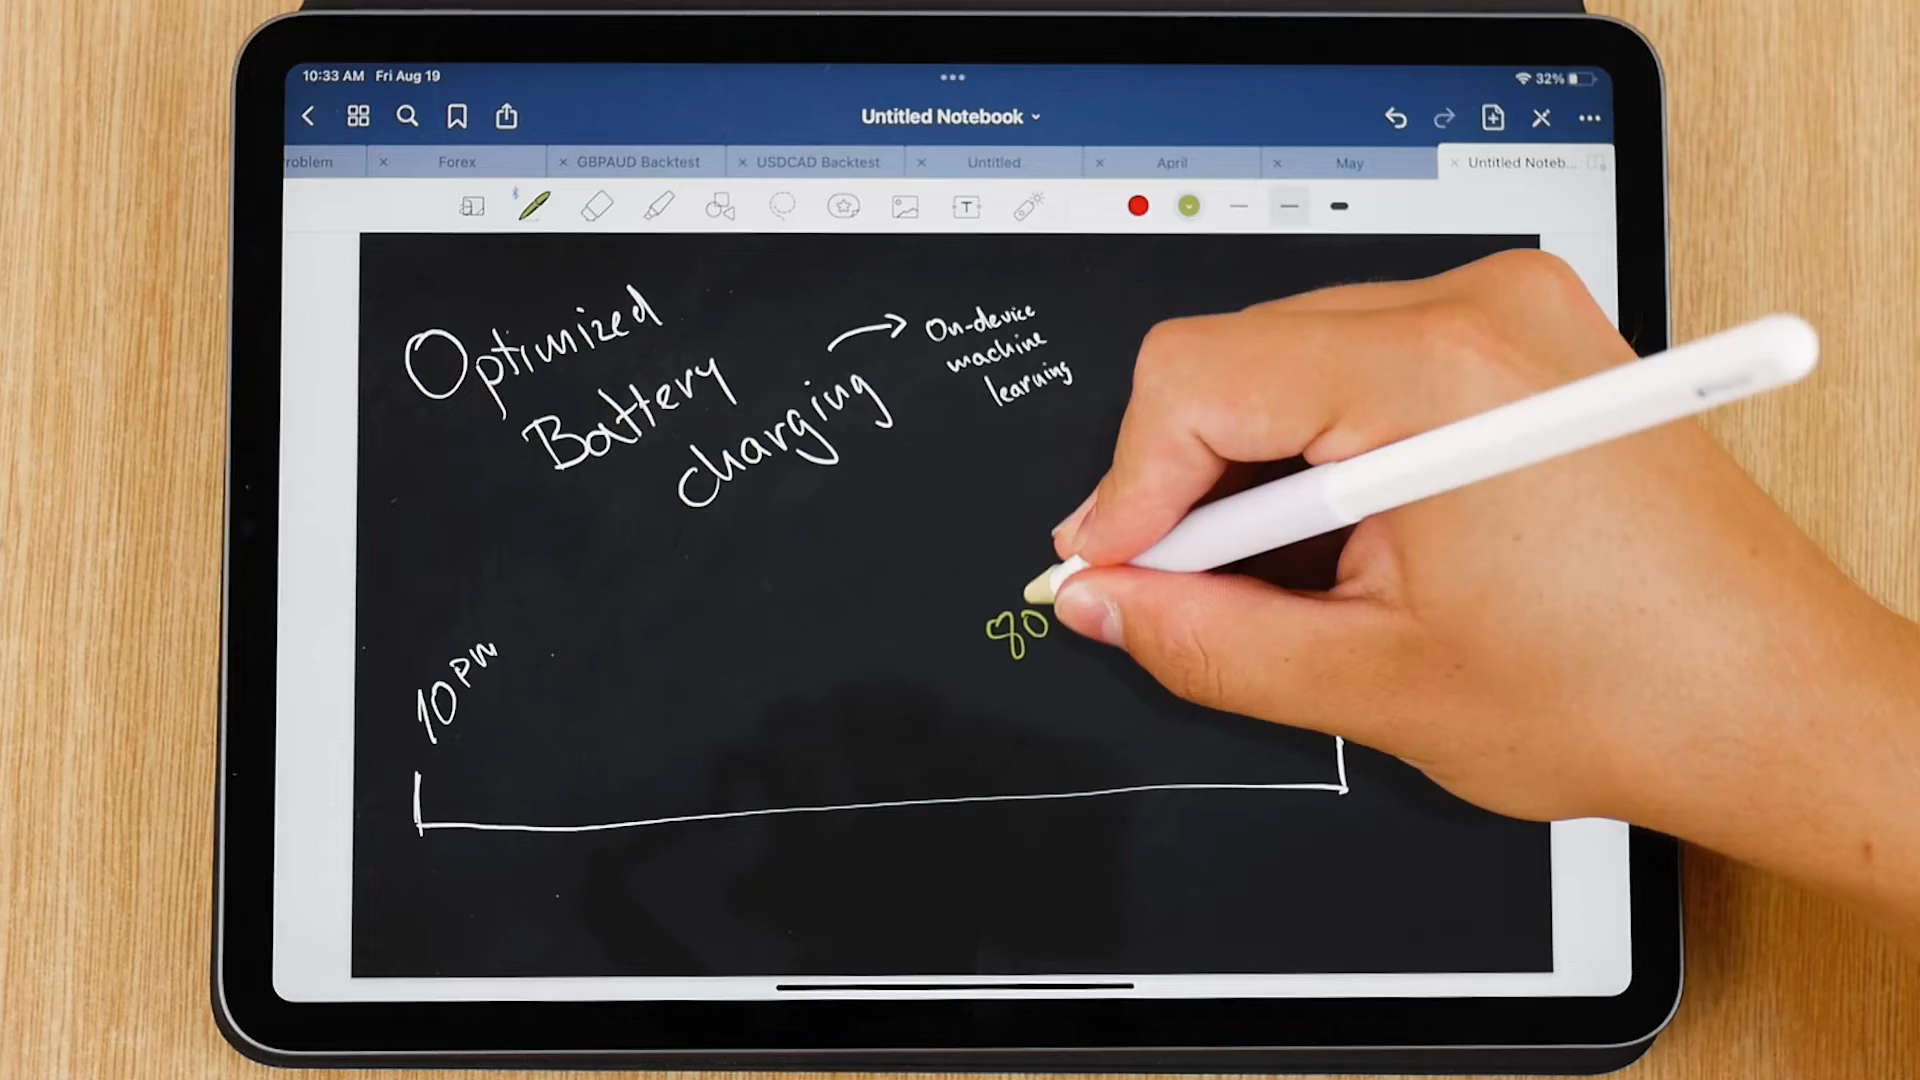 10:33 AM Fri Aug 19
32%
Untitled Notebook
roblem
Forex
GBPAUD Backtest
USDCAD Backtest
Untitled
April
May
Untitled Noteb...
T
Optimized
Battery
charging
On-device
machine
learning
80
10PM